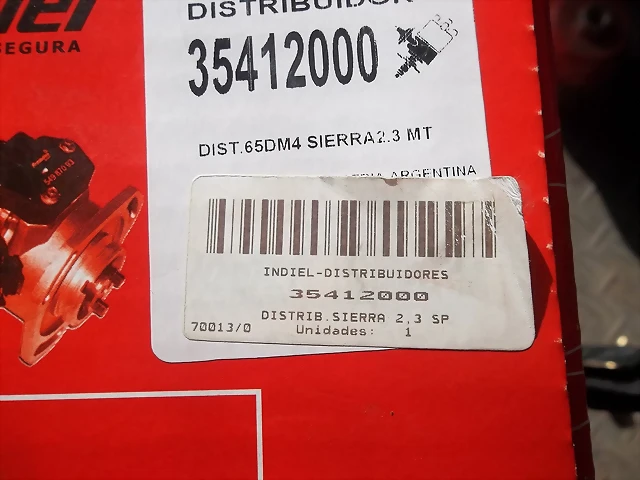 SEGURA
DISTRIBUIDOR
35412000
DIST.65DM4 SIERRA2.3 MT
ARGENTINA
INDIEL-DISTRIBUIDORES
35412000
DISTRIB.SIERRA 2,3 SP
70013/0
Unidades: 1